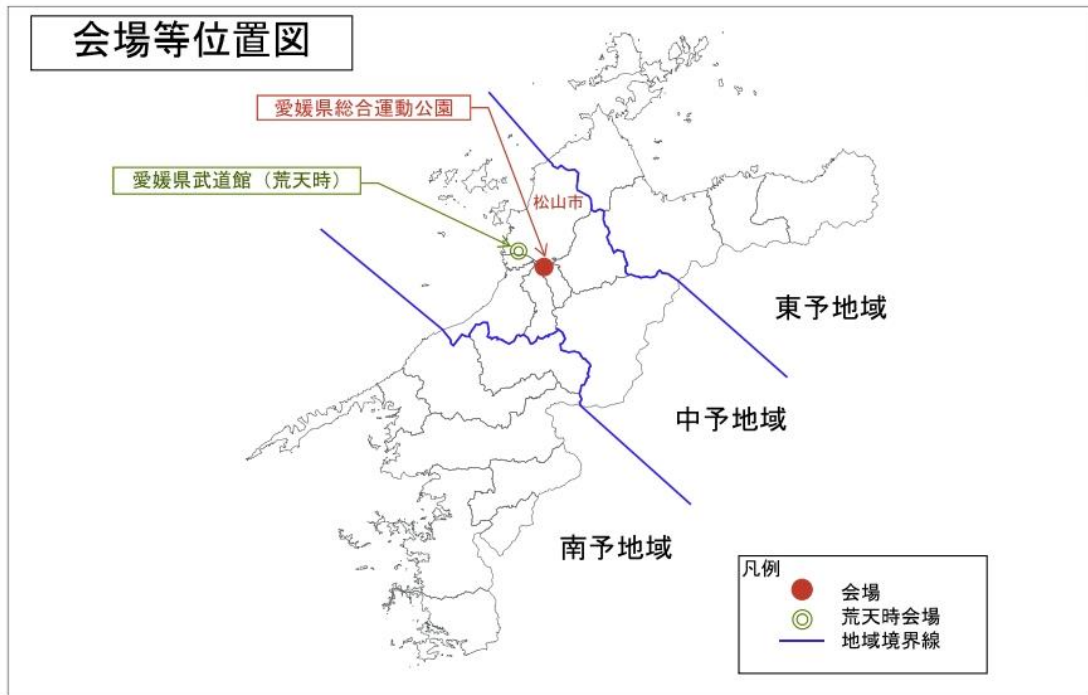 会場等位置図
愛媛県総合運動公園
愛媛県武道館（荒天時）
松山市
東予地域
中予地域
南予地域
凡例
会場
荒天時会場
地域境界線